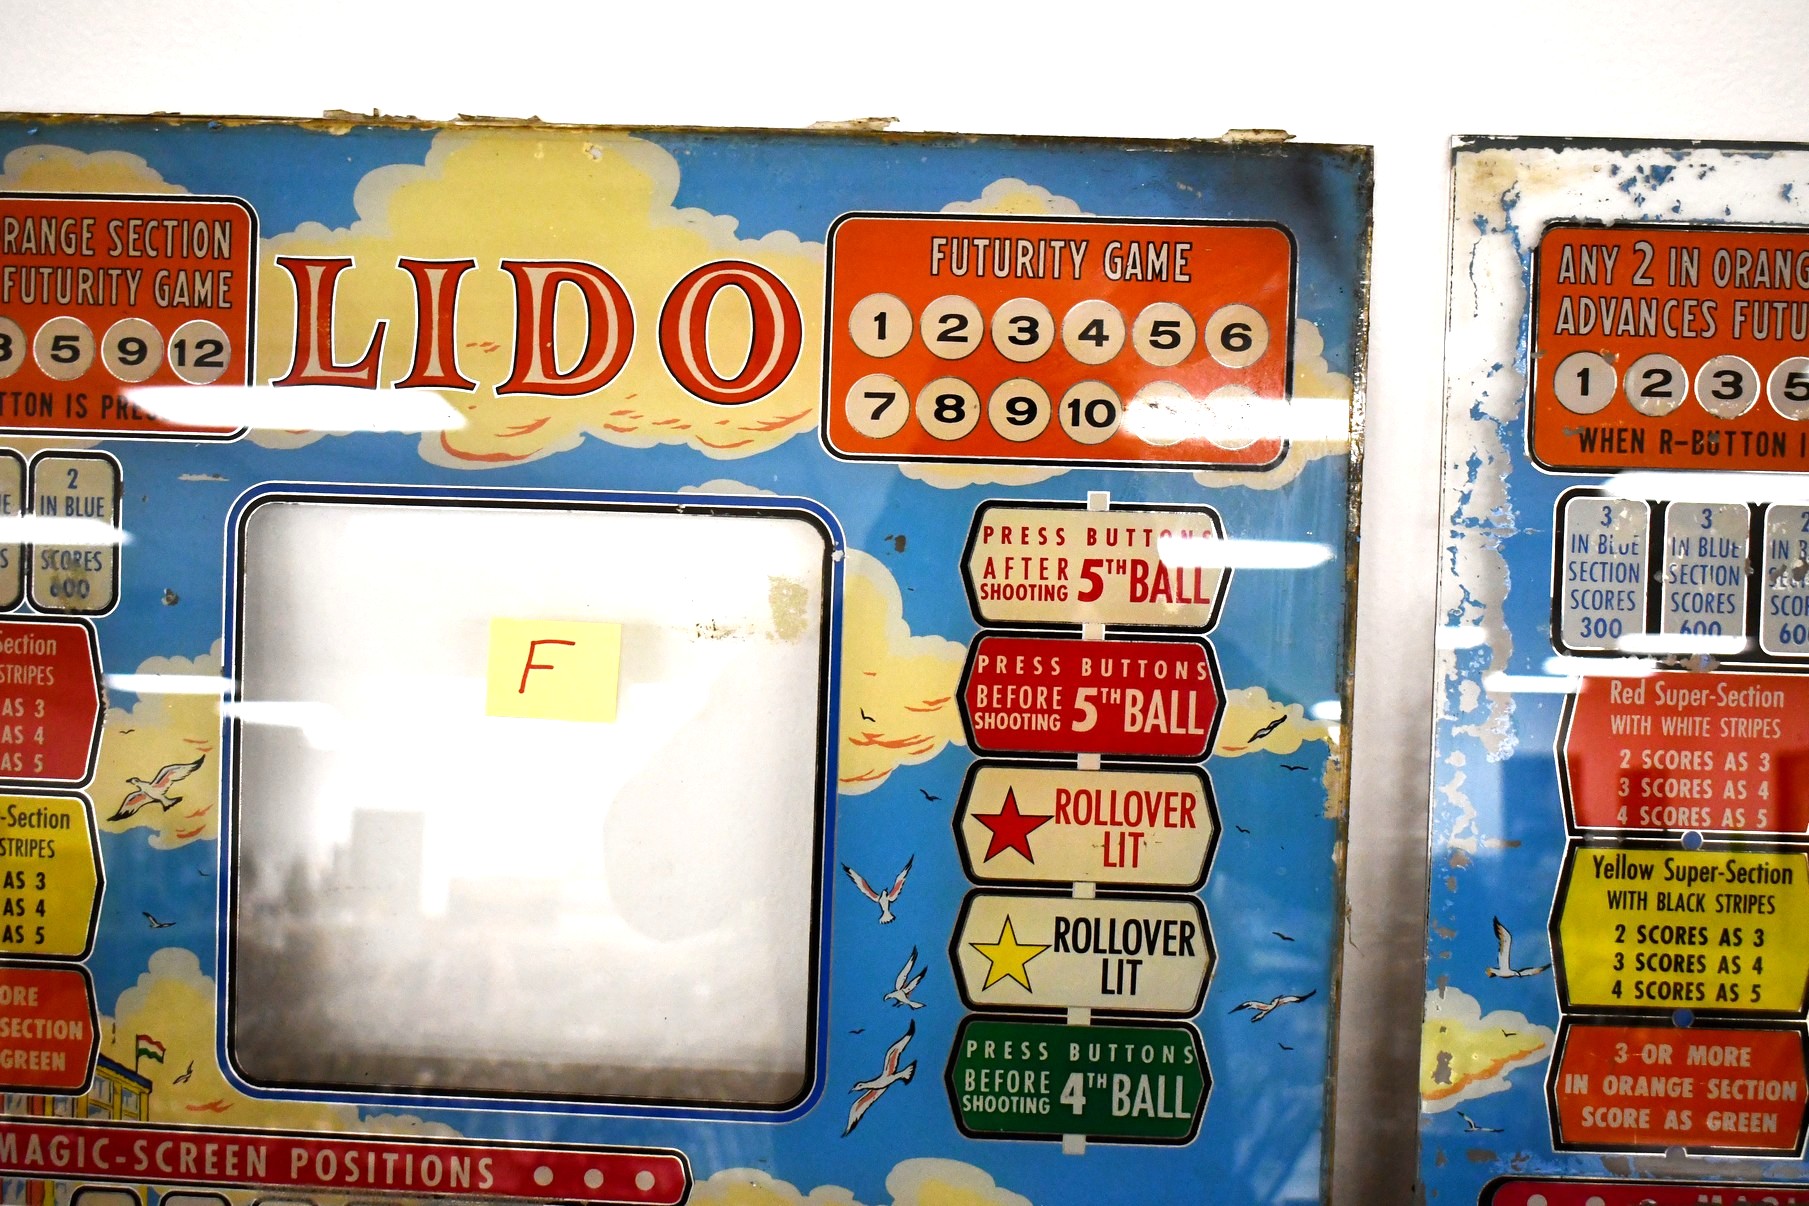 RANGE SECTION
FUTURITY GAME
5 9 12
TTON IS
LIDO
FUTURITY GAME
1 2 3 4 5 6
7 8 9 10
2
IN BLUE
SCORES
600
Section
STRIPES
AS 3
AS 4
AS 5
-Section
STRIPES
AS 3
AS 4
AS 5
ORE
SECTION
GREEN
F
PRESS BUTTONS
AFTER
SHOOTING
5TH BALL
PRESS BUTTONS
BEFORE
SHOOTING
5TH BALL
ROLLOVER
LIT
ROLLOVER
LIT
PRESS BUTTONS
BEFORE
SHOOTING
4TH BALL
MAGIC-SCREEN POSITIONS
ANY 2 IN ORANG
ADVANCES FUTU
1 2 3 5
WHEN R-BUTTON I
3
IN BLUE
SECTION
SCORES
300
3
IN BLUE
SECTION
SCORES
600
Red Super-Section
WITH WHITE STRIPES
2 SCORES AS 3
3 SCORES AS 4
4 SCORES AS 5
Yellow Super-Section
WITH BLACK STRIPES
2 SCORES AS 3
3 SCORES AS 4
4 SCORES AS 5
3 OR MORE
IN ORANGE SECTION
SCORE AS GREEN